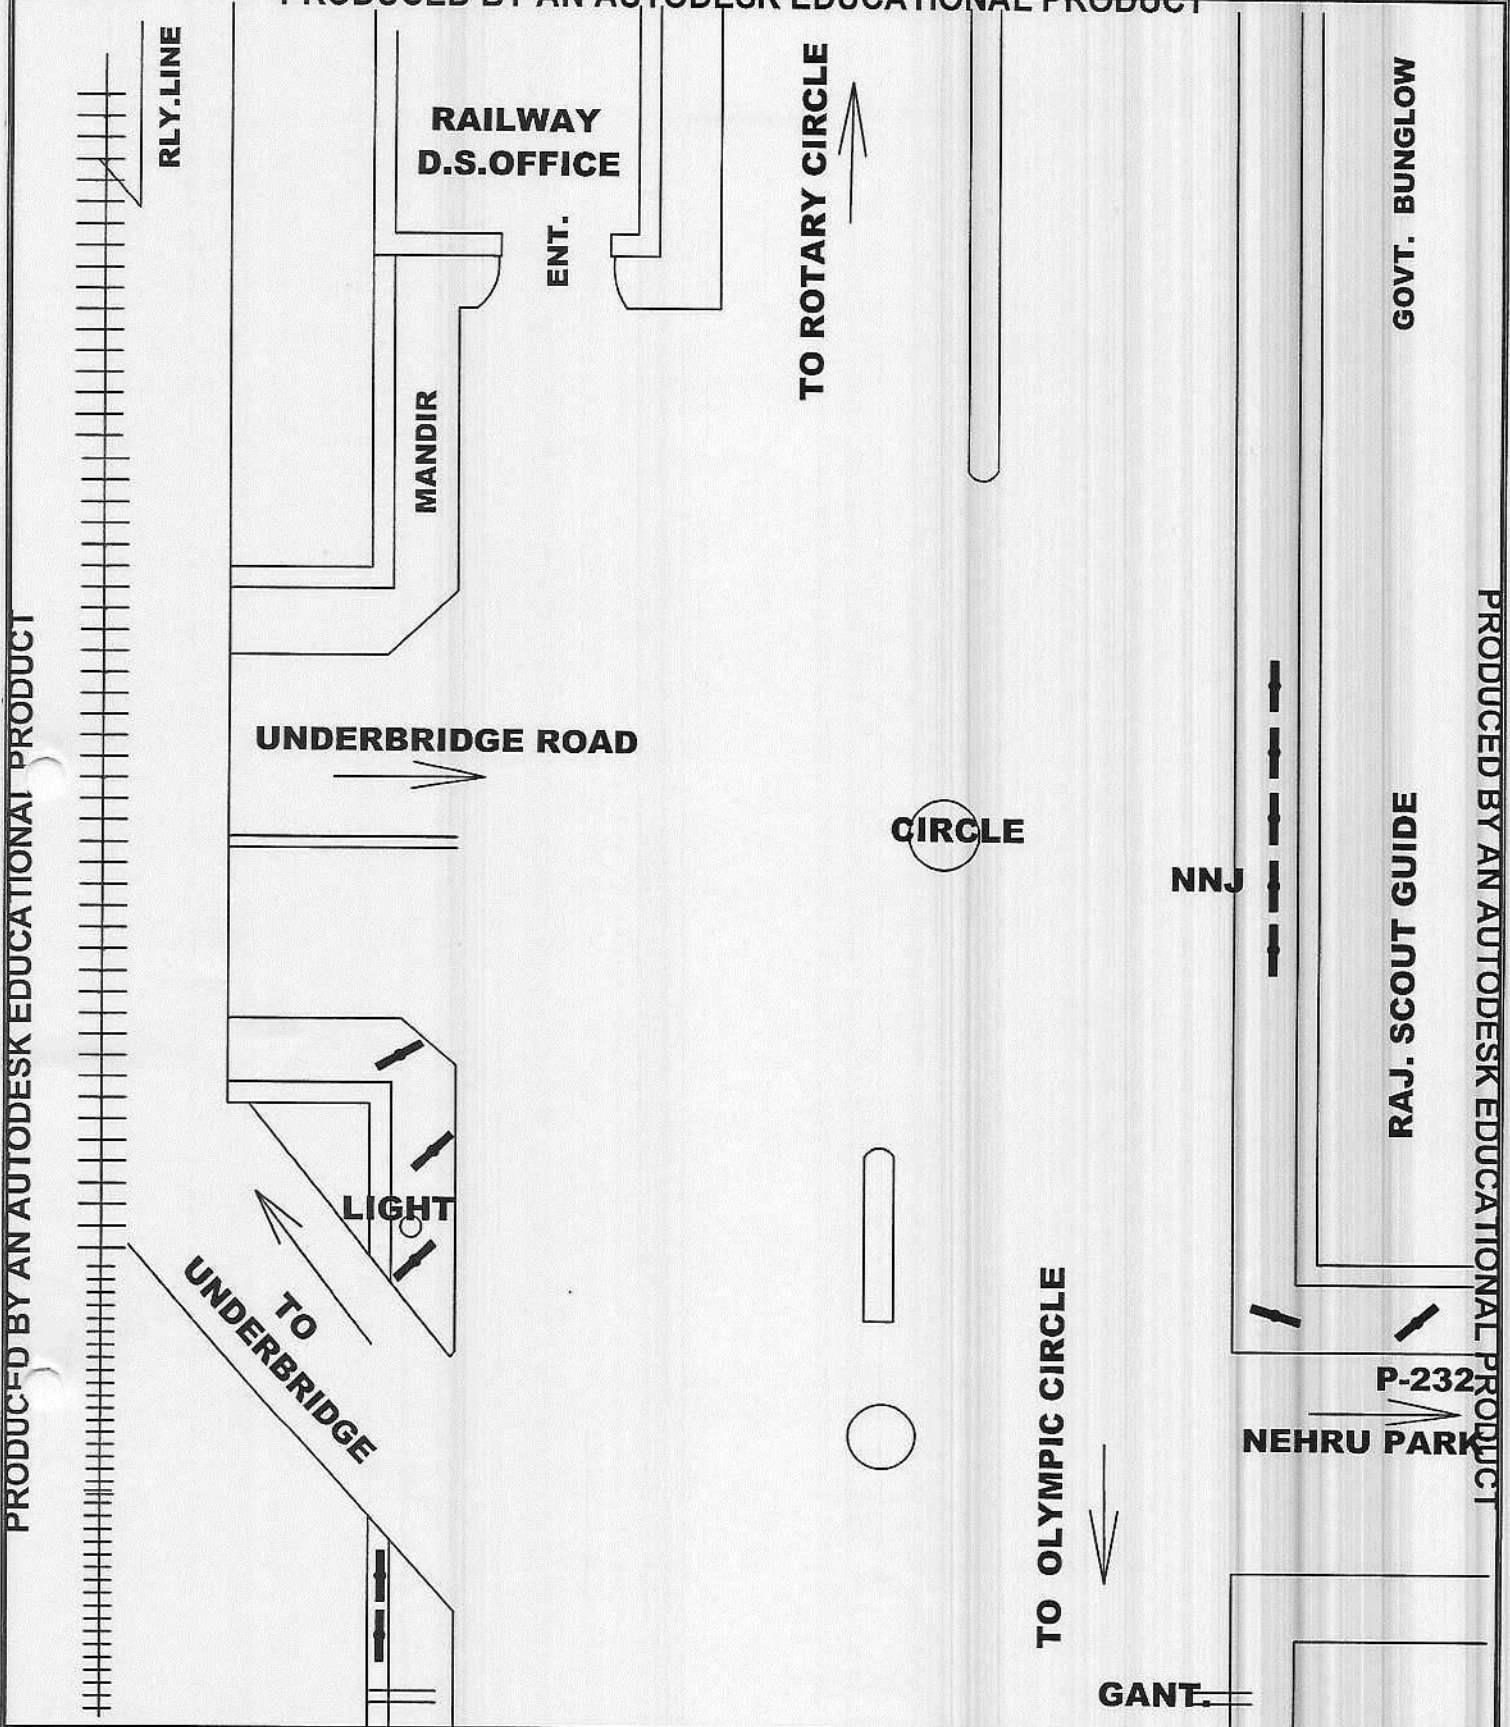 PRODUCED BY AN AUTODESK EDUCATIONAL PRODUCT
RLY.LINE
RAILWAY
D.S.OFFICE
ENT.
TO ROTARY CIRCLE
GOVT. BUNGLOW
MANDIR
UNDERBRIDGE ROAD
CIRCLE
NNJ
RAJ. SCOUT GUIDE
PRODUCED BY AN AUTODESK EDUCATIONAL PRODUCT
PRODUCED BY AN AUTODESK EDUCATIONAL PRODUCT
LIGHT
TO
UNDERBRIDGE
TO OLYMPIC CIRCLE
P-232
NEHRU PARK
GANT.